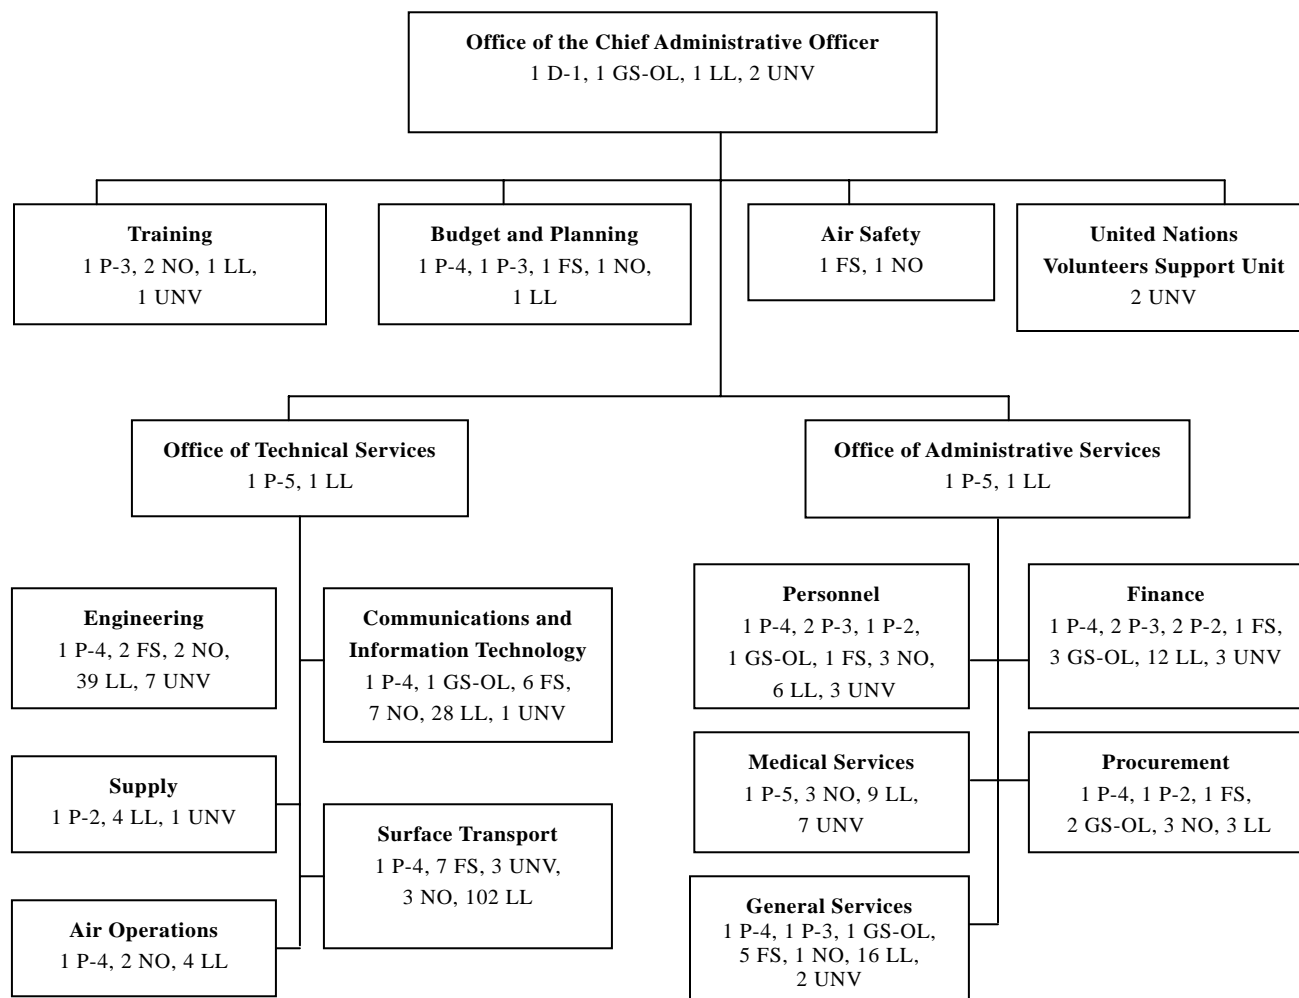 Office of the Chief Administrative Officer
1 D-1, 1 GS-OL, 1 LL, 2 UNV
Training
1 P-3, 2 NO, 1 LL,
1 UNV
Budget and Planning
1 P-4, 1 P-3, 1 FS, 1 NO,
1 LL
Air Safety
1 FS, 1 NO
United Nations
Volunteers Support Unit
2 UNV
Office of Technical Services
1 P-5, 1 LL
Office of Administrative Services
1 P-5, 1 LL
Engineering
1 P-4, 2 FS, 2 NO,
39 LL, 7 UNV
Communications and
Information Technology
1 P-4, 1 GS-OL, 6 FS,
7 NO, 28 LL, 1 UNV
Supply
1 P-2, 4 LL, 1 UNV
Surface Transport
1 P-4, 7 FS, 3 UNV,
3 NO, 102 LL
Air Operations
1 P-4, 2 NO, 4 LL
Personnel
1 P-4, 2 P-3, 1 P-2,
1 GS-OL, 1 FS, 3 NO,
6 LL, 3 UNV
Finance
1 P-4, 2 P-3, 2 P-2, 1 FS,
3 GS-OL, 12 LL, 3 UNV
Medical Services
1 P-5, 3 NO, 9 LL,
7 UNV
Procurement
1 P-4, 1 P-2, 1 FS,
2 GS-OL, 3 NO, 3 LL
General Services
1 P-4, 1 P-3, 1 GS-OL,
5 FS, 1 NO, 16 LL,
2 UNV